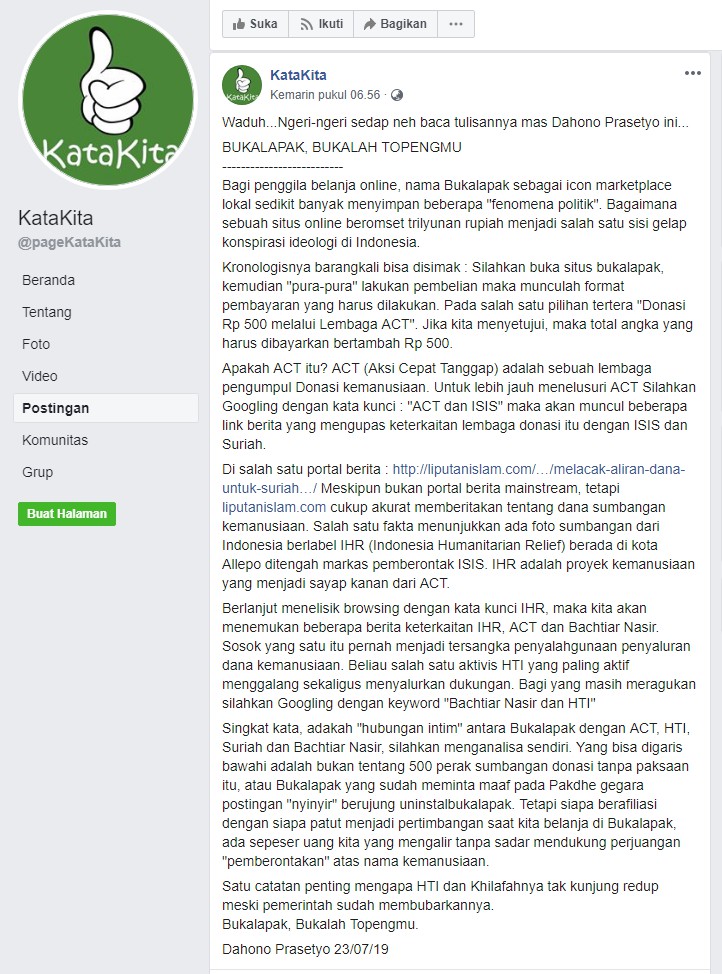 KataKita
KataKita
@pageKataKita
Beranda
Tentang
Foto
Video
Postingan
Komunitas
Grup
Buat Halaman
Suka
Ikuti
Bagikan
KataKita
KataKita
Kemarin pukul 06.56 ·
Waduh...Ngeri-ngeri sedap neh baca tulisannya mas Dahono Prasetyo ini...
BUKALAPAK, BUKALAH TOPENGMU
--------------------------
Bagi penggila belanja online, nama Bukalapak sebagai icon marketplace
lokal sedikit banyak menyimpan beberapa "fenomena politik". Bagaimana
sebuah situs online beromset trilyunan rupiah menjadi salah satu sisi gelap
konspirasi ideologi di Indonesia.
Kronologisnya barangkali bisa disimak : Silahkan buka situs bukalapak,
kemudian "pura-pura" lakukan pembelian maka munculah format
pembayaran yang harus dilakukan. Pada salah satu pilihan tertera "Donasi
Rp 500 melalui Lembaga ACT". Jika kita menyetujui, maka total angka yang
harus dibayarkan bertambah Rp 500.
Apakah ACT itu? ACT (Aksi Cepat Tanggap) adalah sebuah lembaga
pengumpul Donasi kemanusiaan. Untuk lebih jauh menelusuri ACT Silahkan
Googling dengan kata kunci : "ACT dan ISIS" maka akan muncul beberapa
link berita yang mengupas keterkaitan lembaga donasi itu dengan ISIS dan
Suriah.
Di salah satu portal berita : http://liputanislam.com/…/melacak-aliran-dana-
untuk-suriah…/ Meskipun bukan portal berita mainstream, tetapi
liputanislam.com cukup akurat memberitakan tentang dana sumbangan
kemanusiaan. Salah satu fakta menunjukkan ada foto sumbangan dari
Indonesia berlabel IHR (Indonesia Humanitarian Relief) berada di kota
Allepo ditengah markas pemberontak ISIS. IHR adalah proyek kemanusiaan
yang menjadi sayap kanan dari ACT.
Berlanjut menelisik browsing dengan kata kunci IHR, maka kita akan
menemukan beberapa berita keterkaitan IHR, ACT dan Bachtiar Nasir.
Sosok yang satu itu pernah menjadi tersangka penyalahgunaan penyaluran
dana kemanusiaan. Beliau salah satu aktivis HTI yang paling aktif
menggalang sekaligus menyalurkan dukungan. Bagi yang masih meragukan
silahkan Googling dengan keyword "Bachtiar Nasir dan HTI"
Singkat kata, adakah "hubungan intim" antara Bukalapak dengan ACT, HTI,
Suriah dan Bachtiar Nasir, silahkan menganalisa sendiri. Yang bisa digaris
bawahi adalah bukan tentang 500 perak sumbangan donasi tanpa paksaan
itu, atau Bukalapak yang sudah meminta maaf pada Pakdhe gegara
postingan "nyinyir" berujung uninstalbukalapak. Tetapi siapa berafiliasi
dengan siapa patut menjadi pertimbangan saat kita belanja di Bukalapak,
ada sepeser uang kita yang mengalir tanpa sadar mendukung perjuangan
"pemberontakan" atas nama kemanusiaan.
Satu catatan penting mengapa HTI dan Khilafahnya tak kunjung redup
meski pemerintah sudah membubarkannya.
Bukalapak, Bukalah Topengmu.
Dahono Prasetyo 23/07/19